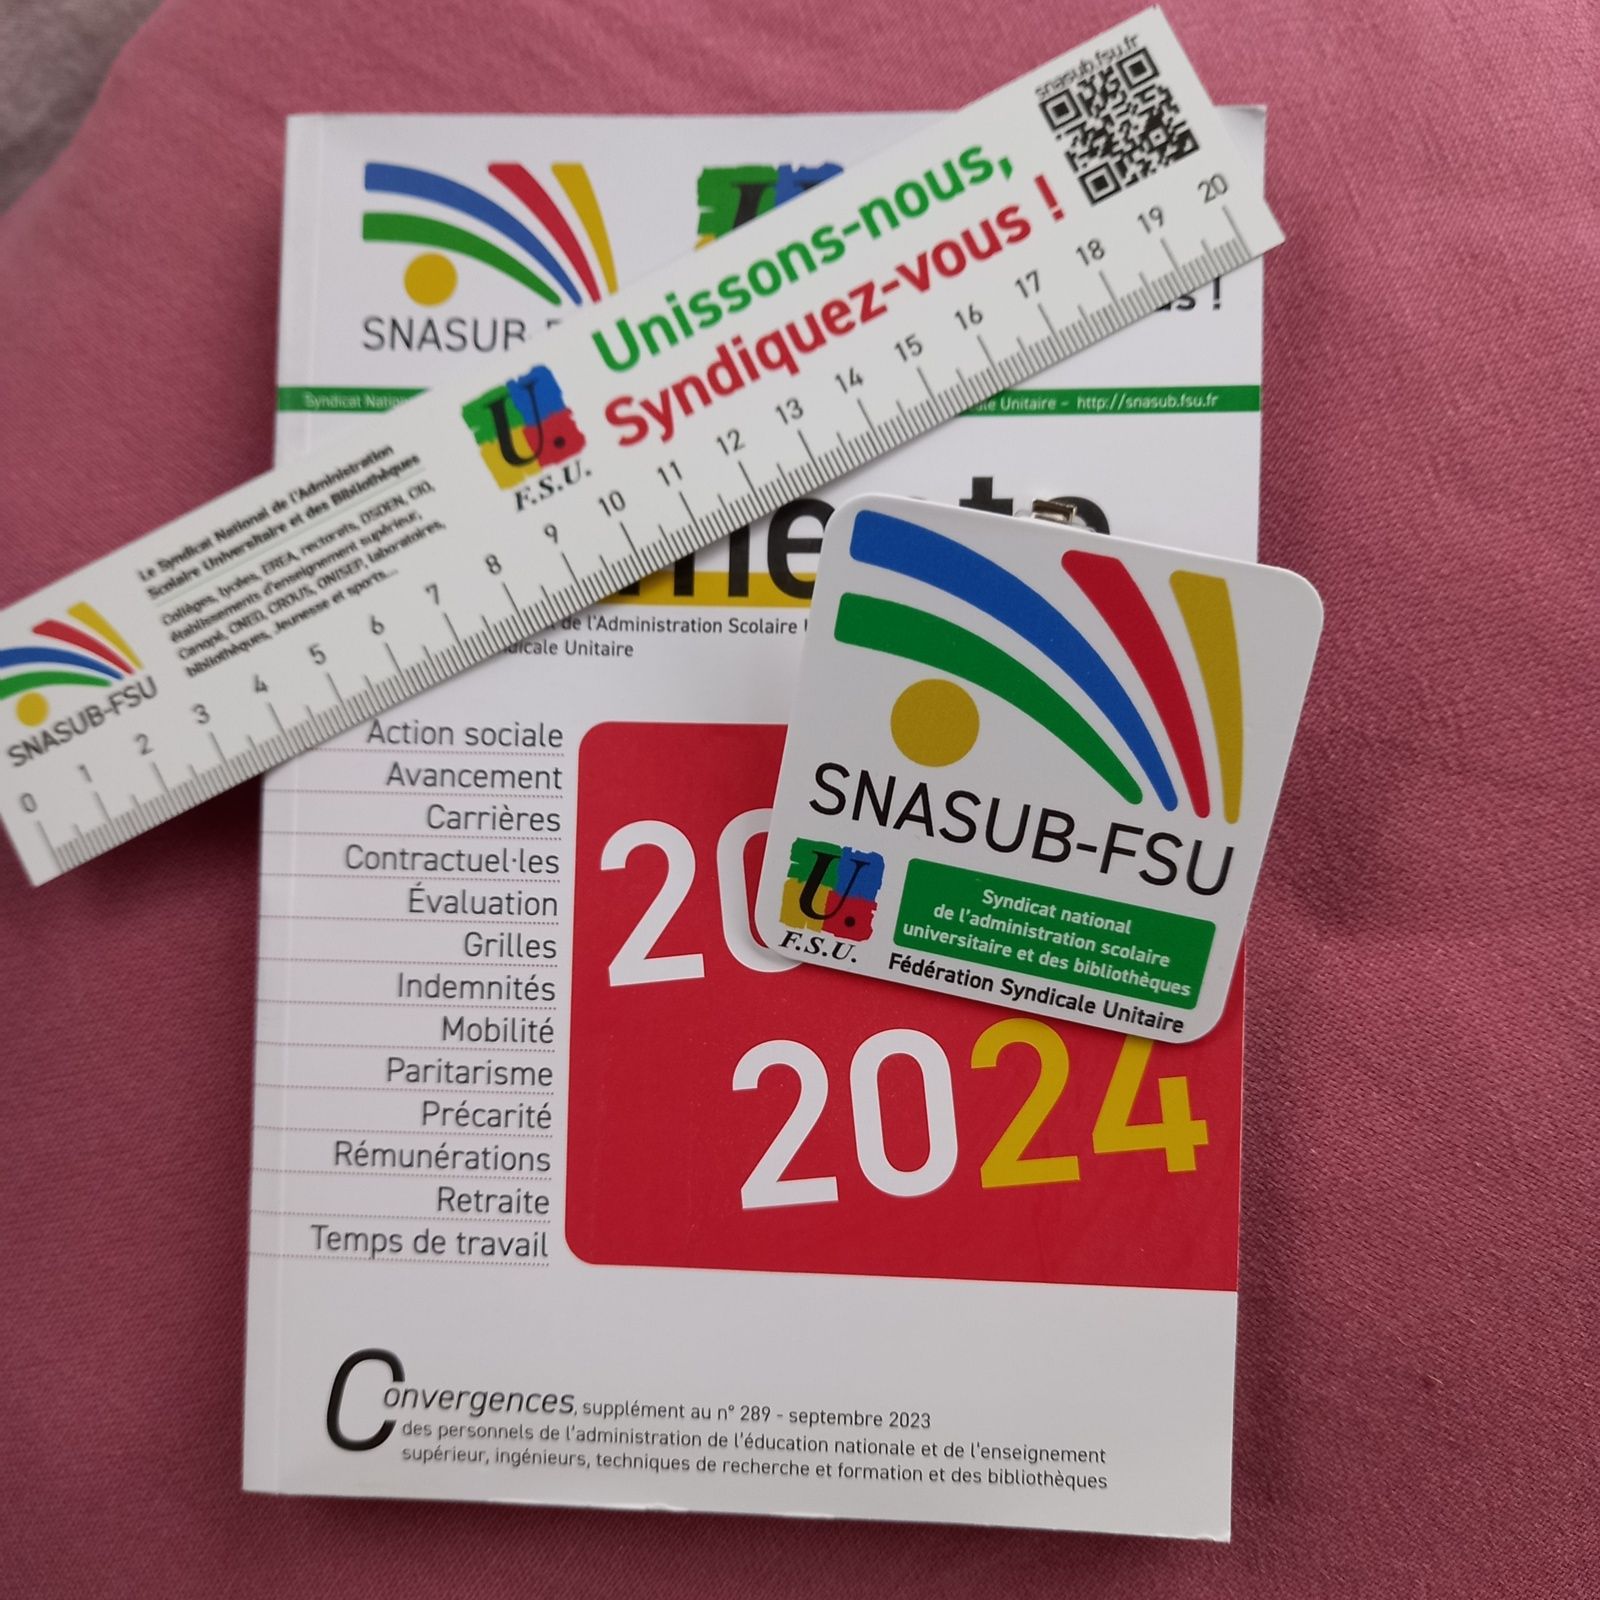 snasub.fsu.fr
Unissons-nous,
Syndiquez-vous !
F.S.U.
Le Syndicat National de l'Administration
Scolaire Universitaire et des Bibliothèques
Collèges, lycées, EREA, rectorats, DSDEN, CIO,
établissements d'enseignement supérieur,
Canopé, CNED, CROUS, ONISEP, laboratoires,
bibliothèques, Jeunesse et sports...
SNASUB-FSU
0 1 2 3 4 5 6 7 8 9 10 11 12 13 14 15 16 17 18 19 20
SNASUB
Syndicat
Unitaire - http://snasub.fsu.fr
de l'Administration Scolaire
Unitaire
Action sociale
Avancement
Carrières
Contractuel·les
Évaluation
Grilles
Indemnités
Mobilité
Paritarisme
Précarité
Rémunérations
Retraite
Temps de travail
20
2024
SNASUB-FSU
U.
F.S.U.
Syndicat national
de l'administration scolaire
universitaire et des bibliothèques
Fédération Syndicale Unitaire
Convergences, supplément au n° 289 - septembre 2023
des personnels de l'administration de l'éducation nationale et de l'enseignement
supérieur, ingénieurs, techniques de recherche et formation et des bibliothèques